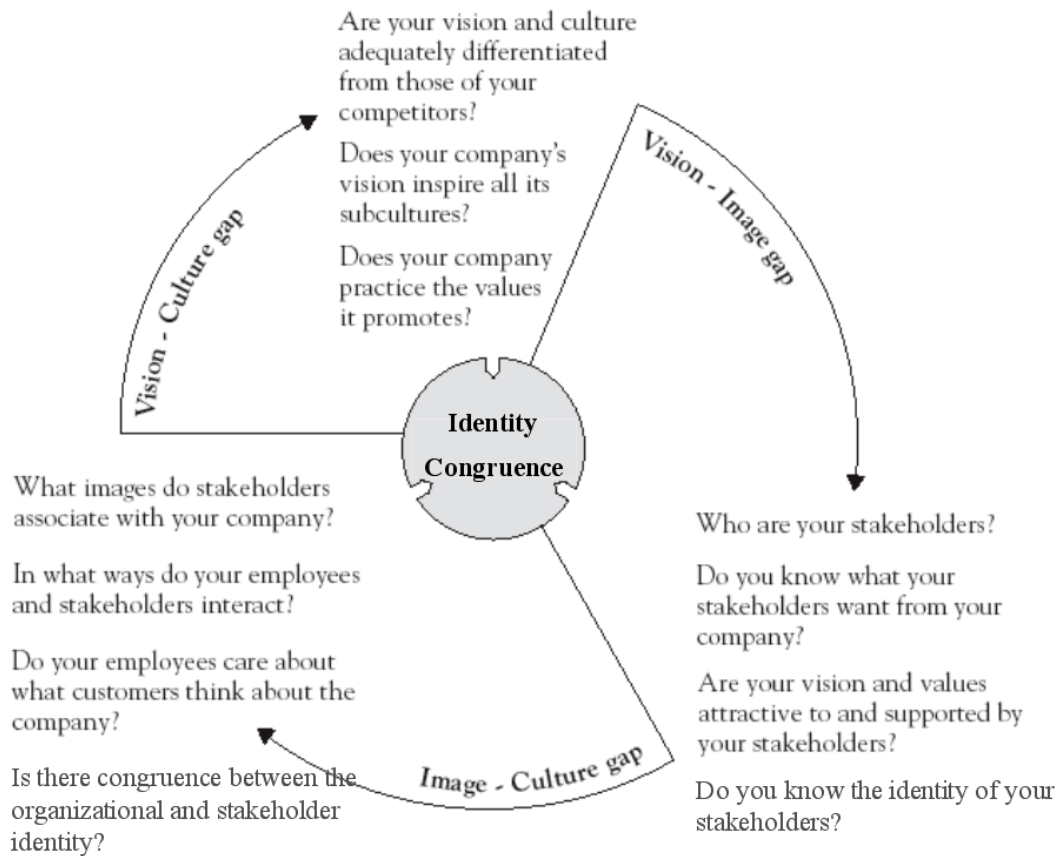 Are your vision and culture
adequately differentiated
from those of your
competitors?
Does your company's
vision inspire all its
subcultures?
Does your company
practice the values
it promotes?
Vision - Culture gap
Vision - Image gap
Identity
Congruence
What images do stakeholders
associate with your company?
In what ways do your employees
and stakeholders interact?
Do your employees care about
what customers think about the
company?
Is there congruence between the
organizational and stakeholder
identity?
Image - Culture gap
Who are your stakeholders?
Do you know what your
stakeholders want from your
company?
Are your vision and values
attractive to and supported by
your stakeholders?
Do you know the identity of your
stakeholders?